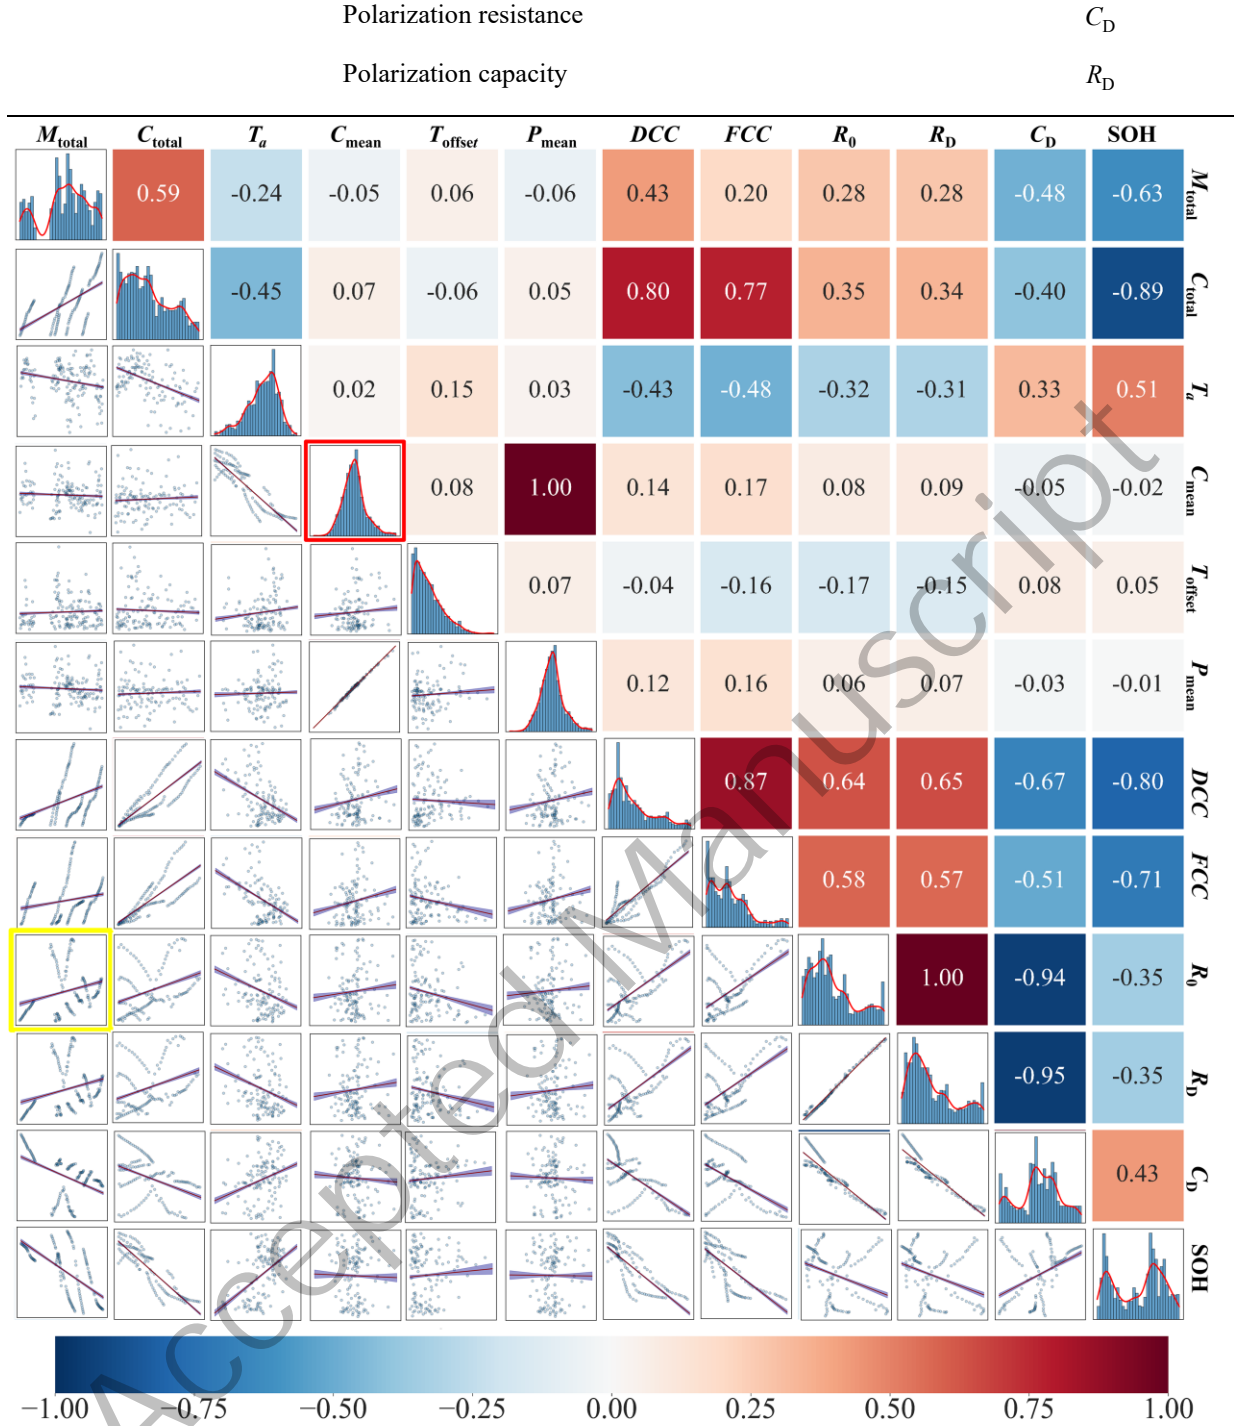 Polarization resistance C_D
Polarization capacity R_D
M_total C_total T_a C_mean T_offset P_mean DCC FCC R_0 R_D C_D SOH
0.59 -0.24 -0.05 0.06 -0.06 0.43 0.20 0.28 0.28 -0.48 -0.63 M_total
-0.45 0.07 -0.06 0.05 0.80 0.77 0.35 0.34 -0.40 -0.89 C_total
0.02 0.15 0.03 -0.43 -0.48 -0.32 -0.31 0.33 0.51 T_a
0.08 1.00 0.14 0.17 0.08 0.09 -0.05 -0.02 C_mean
0.07 -0.04 -0.16 -0.17 -0.15 0.08 0.05 T_offset
0.12 0.16 0.06 0.07 -0.03 -0.01 P_mean
0.87 0.64 0.65 -0.67 -0.80 DCC
0.58 0.57 -0.51 -0.71 FCC
1.00 -0.94 -0.35 R_0
-0.95 -0.35 R_D
0.43 C_D
SOH
−1.00 −0.75 −0.50 −0.25 0.00 0.25 0.50 0.75 1.00
Accepted Manuscript